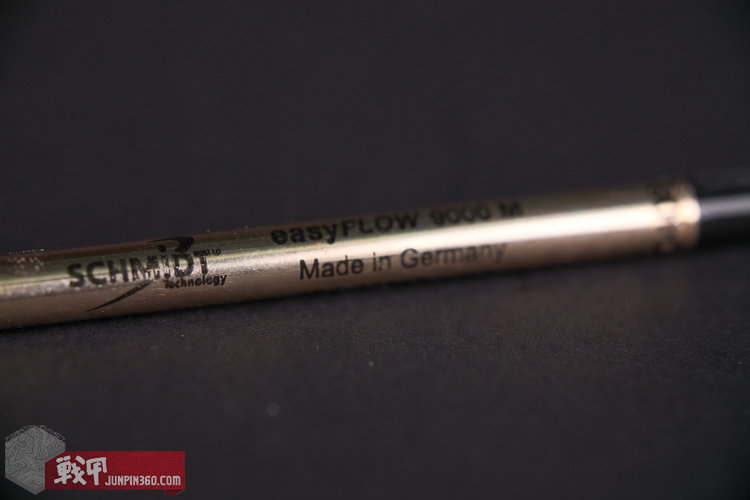 easyFLOW 9000 M
SCHMIDT
Technology
Made in Germany
戦甲
JUNPIN360.COM